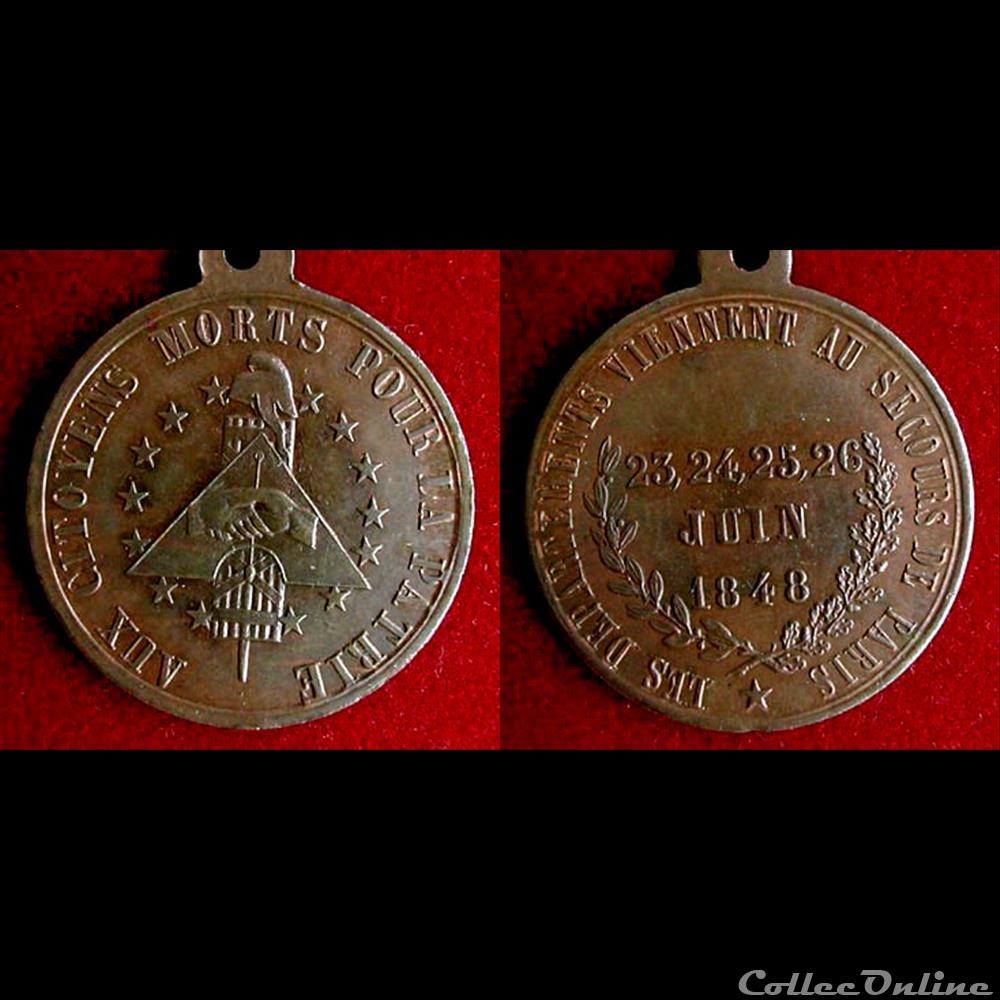 AUX CITOYENS MORTS POUR LA PATRIE
LES DEPARTEMENTS VIENNENT AU SECOURS DE PARIS
23,24,25,26
JUIN
1848
CollecOnline